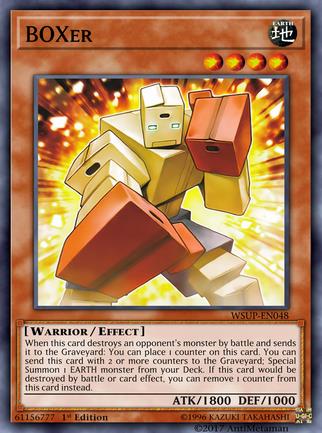 BOXER
EARTH
地
WSUP-EN048
[WARRIOR / EFFECT]
When this card destroys an opponent's monster by battle and sends
it to the Graveyard: You can place 1 counter on this card. You can
send this card with 2 or more counters to the Graveyard; Special
Summon 1 EARTH monster from your Deck. If this card would be
destroyed by battle or card effect, you can remove 1 counter from
this card instead.
ATK/1800 DEF/1000
61156777 1st Edition ©1996 KAZUKI TAKAHASHI
©2017 AntiMetaman